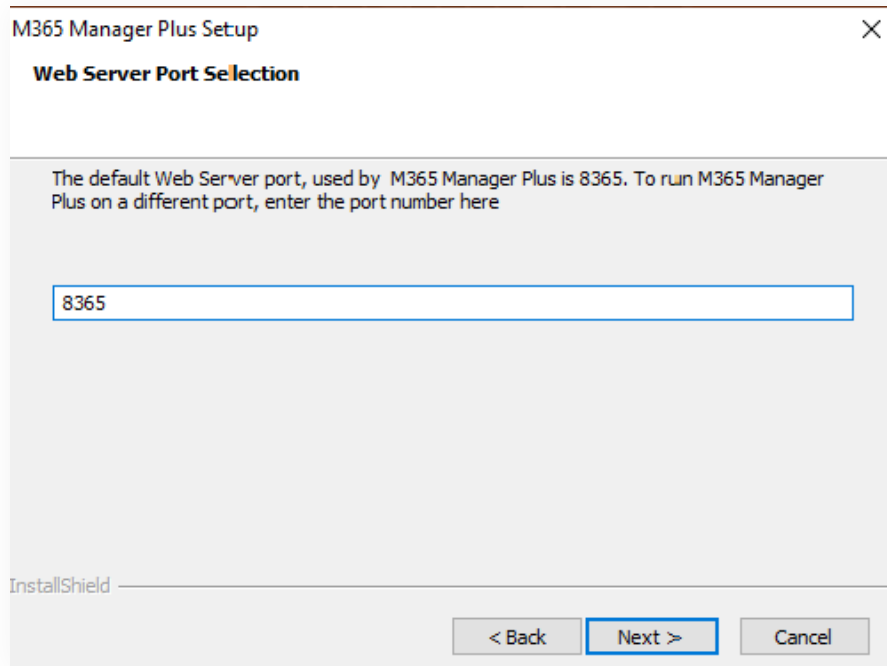 M365 Manager Plus Setup
Web Server Port Selection
The default Web Server port, used by M365 Manager Plus is 8365. To run M365 Manager
Plus on a different port, enter the port number here
8365
InstallShield
< Back Next > Cancel